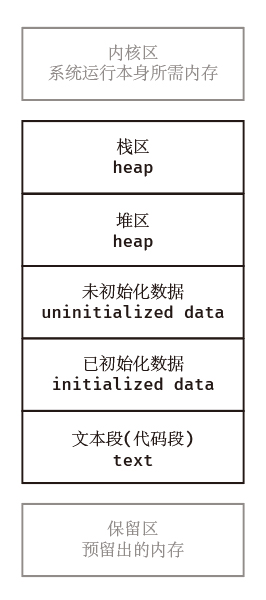 内核区
系统运行本身所需内存
栈区
heap
堆区
heap
未初始化数据
uninitialized data
已初始化数据
initialized data
文本段(代码段)
text
保留区
预留出的内存